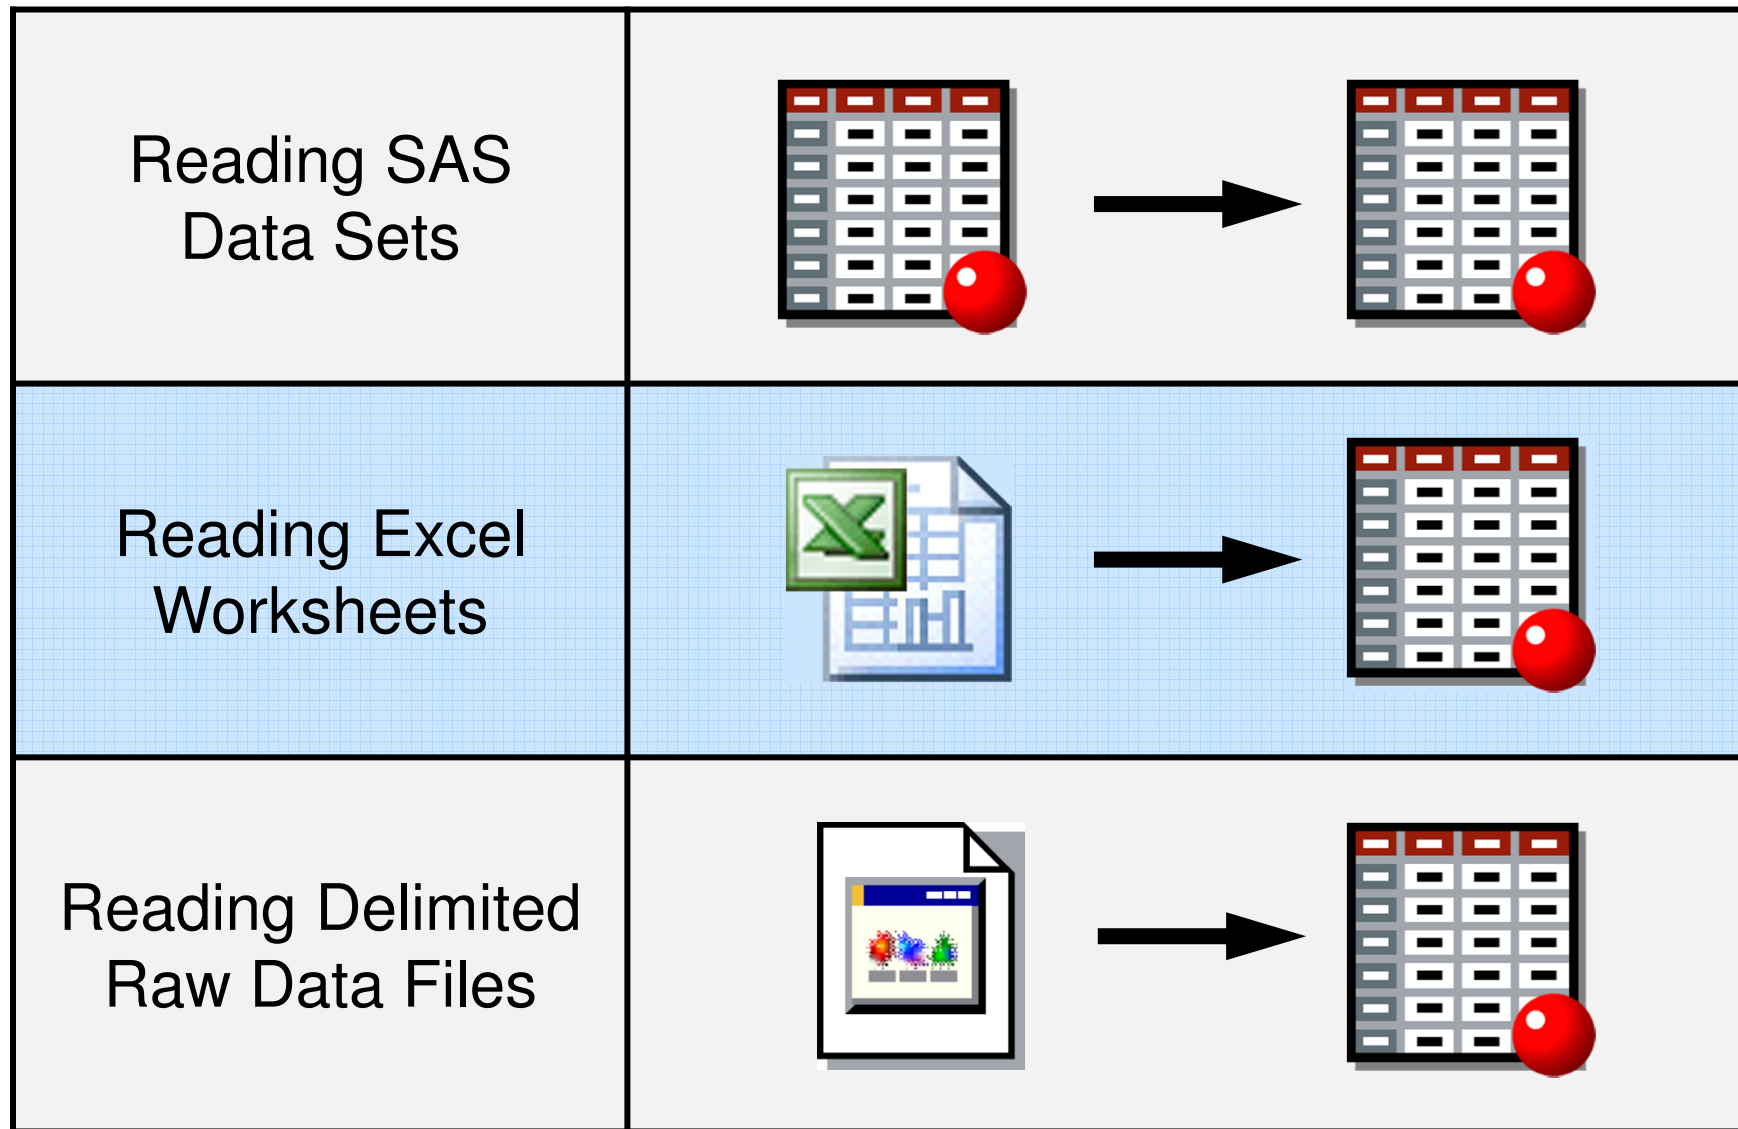 Reading SAS
Data Sets
Reading Excel
Worksheets
Reading Delimited
Raw Data Files